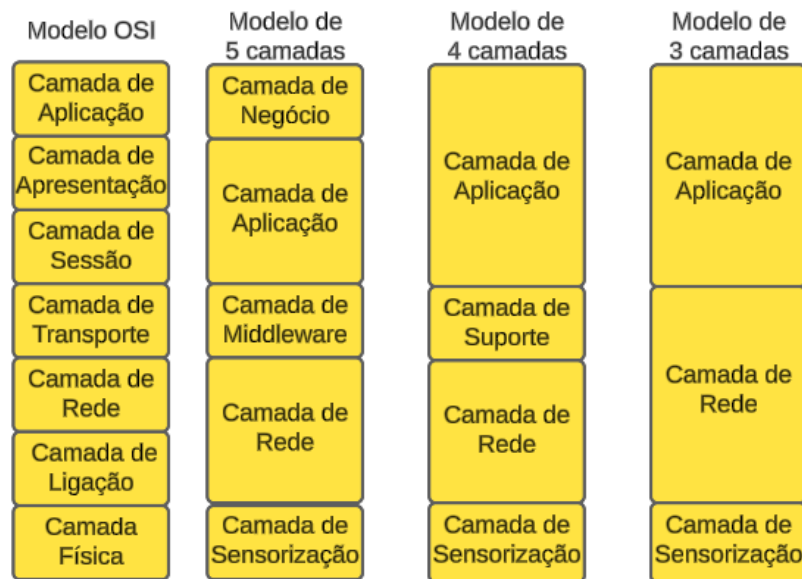 Modelo OSI
Camada de
Aplicação
Camada de
Apresentação
Camada de
Sessão
Camada de
Transporte
Camada de
Rede
Camada de
Ligação
Camada
Física
Modelo de
5 camadas
Camada de
Negócio
Camada de
Aplicação
Camada de
Middleware
Camada de
Rede
Camada de
Sensorização
Modelo de
4 camadas
Camada de
Aplicação
Camada de
Suporte
Camada de
Rede
Camada de
Sensorização
Modelo de
3 camadas
Camada de
Aplicação
Camada de
Rede
Camada de
Sensorização